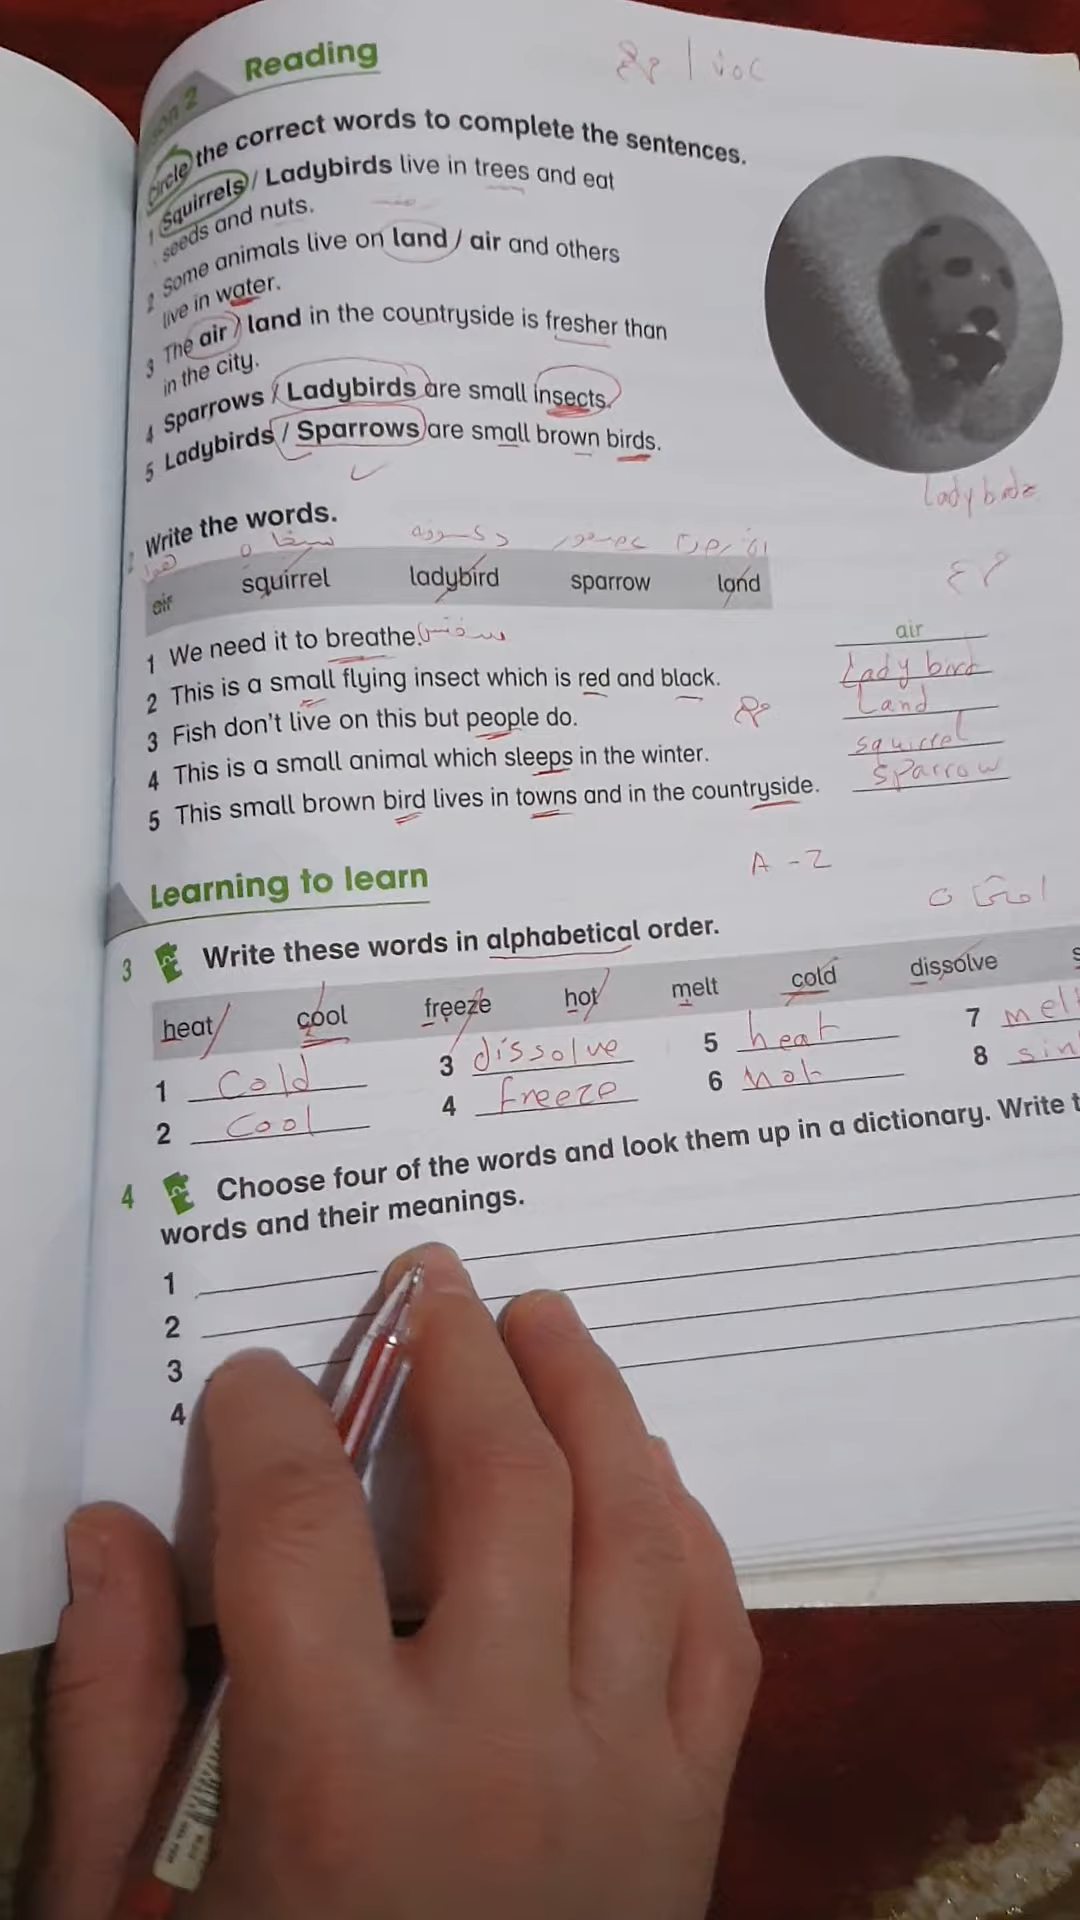 Reading
voc
Circle the correct words to complete the sentences.
1 Squirrels / Ladybirds live in trees and eat
seeds and nuts.
2 Some animals live on land / air and others
live in water.
3 The air / land in the countryside is fresher than
in the city.
4 Sparrows / Ladybirds are small insects.
5 Ladybirds / Sparrows are small brown birds.
Write the words.
air squirrel ladybird sparrow land
1 We need it to breathe. air
2 This is a small flying insect which is red and black. Lady bird
3 Fish don't live on this but people do. Land
4 This is a small animal which sleeps in the winter. squirrel
5 This small brown bird lives in towns and in the countryside. sparrow
A - Z
Learning to learn
3 Write these words in alphabetical order.
heat cool freeze hot melt cold dissolve s
1 Cold 3 dissolve 5 heat 7 melt
2 Cool 4 freeze 6 hot 8 sin
4 Choose four of the words and look them up in a dictionary. Write t
words and their meanings.
1
2
3
4